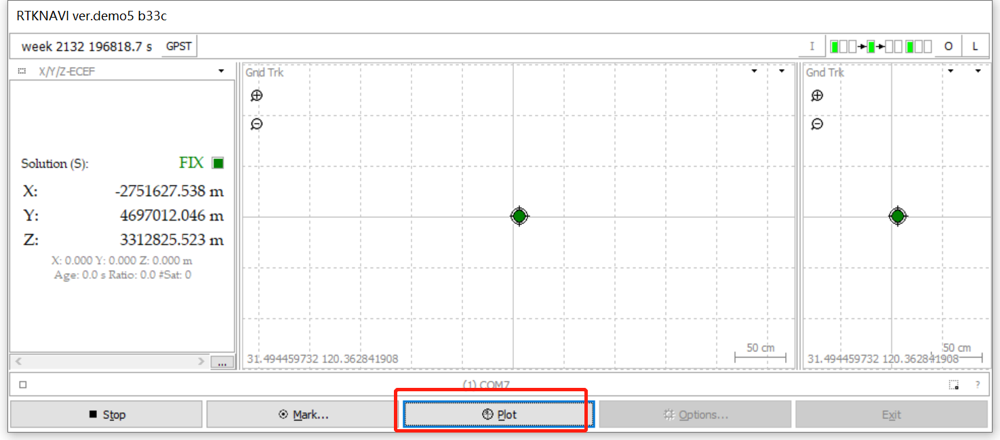 RTKNAVI ver.demo5 b33c
week 2132 196818.7 s GPST I O L
X/Y/Z-ECEF
Gnd Trk
Gnd Trk
Solution (S): FIX
X: -2751627.538 m
Y: 4697012.046 m
Z: 3312825.523 m
X: 0.000 Y: 0.000 Z: 0.000 m
Age: 0.0 s Ratio: 0.0 #Sat: 0
...
31.494459732 120.362841908
50 cm
50 cm
31.494459732 120.362841908
(1) COM7
?
Stop Mark... Plot Options... Exit